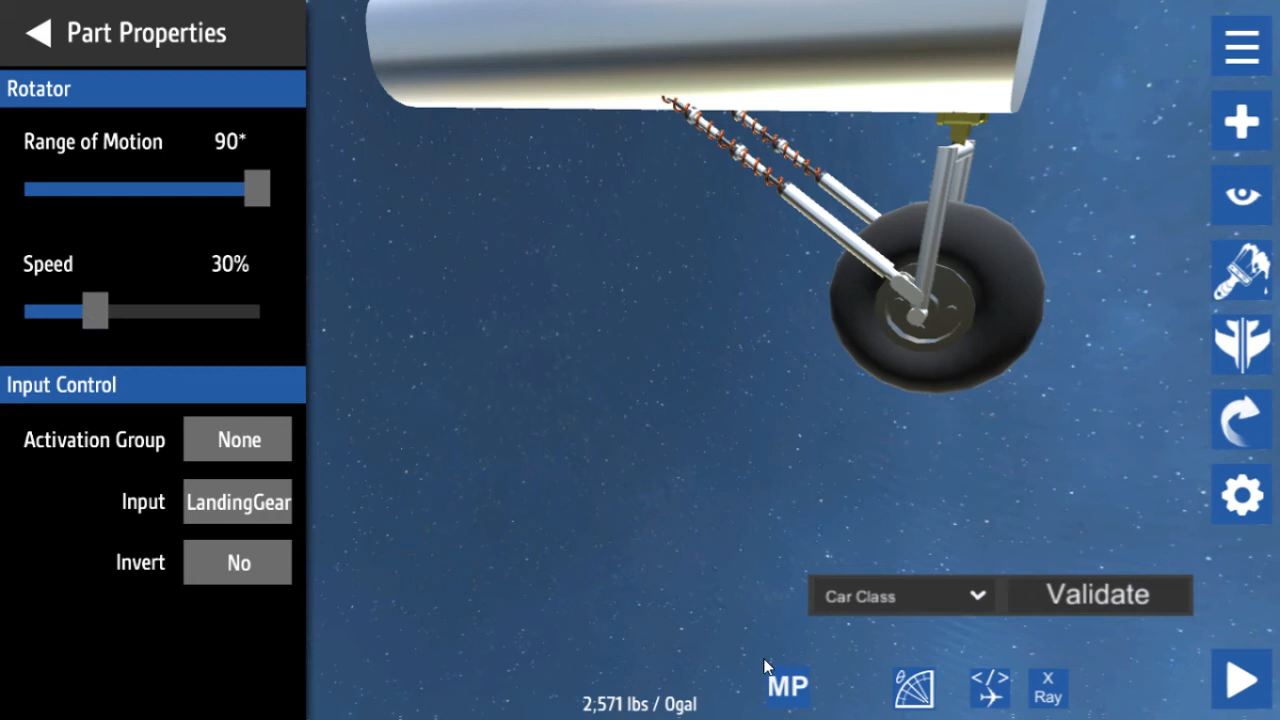 Part Properties
Rotator
Range of Motion 90*
Speed 30%
Input Control
Activation Group None
Input LandingGear
Invert No
Car Class
Validate
2,571 lbs / 0gal
MP
θ
</>
X
Ray